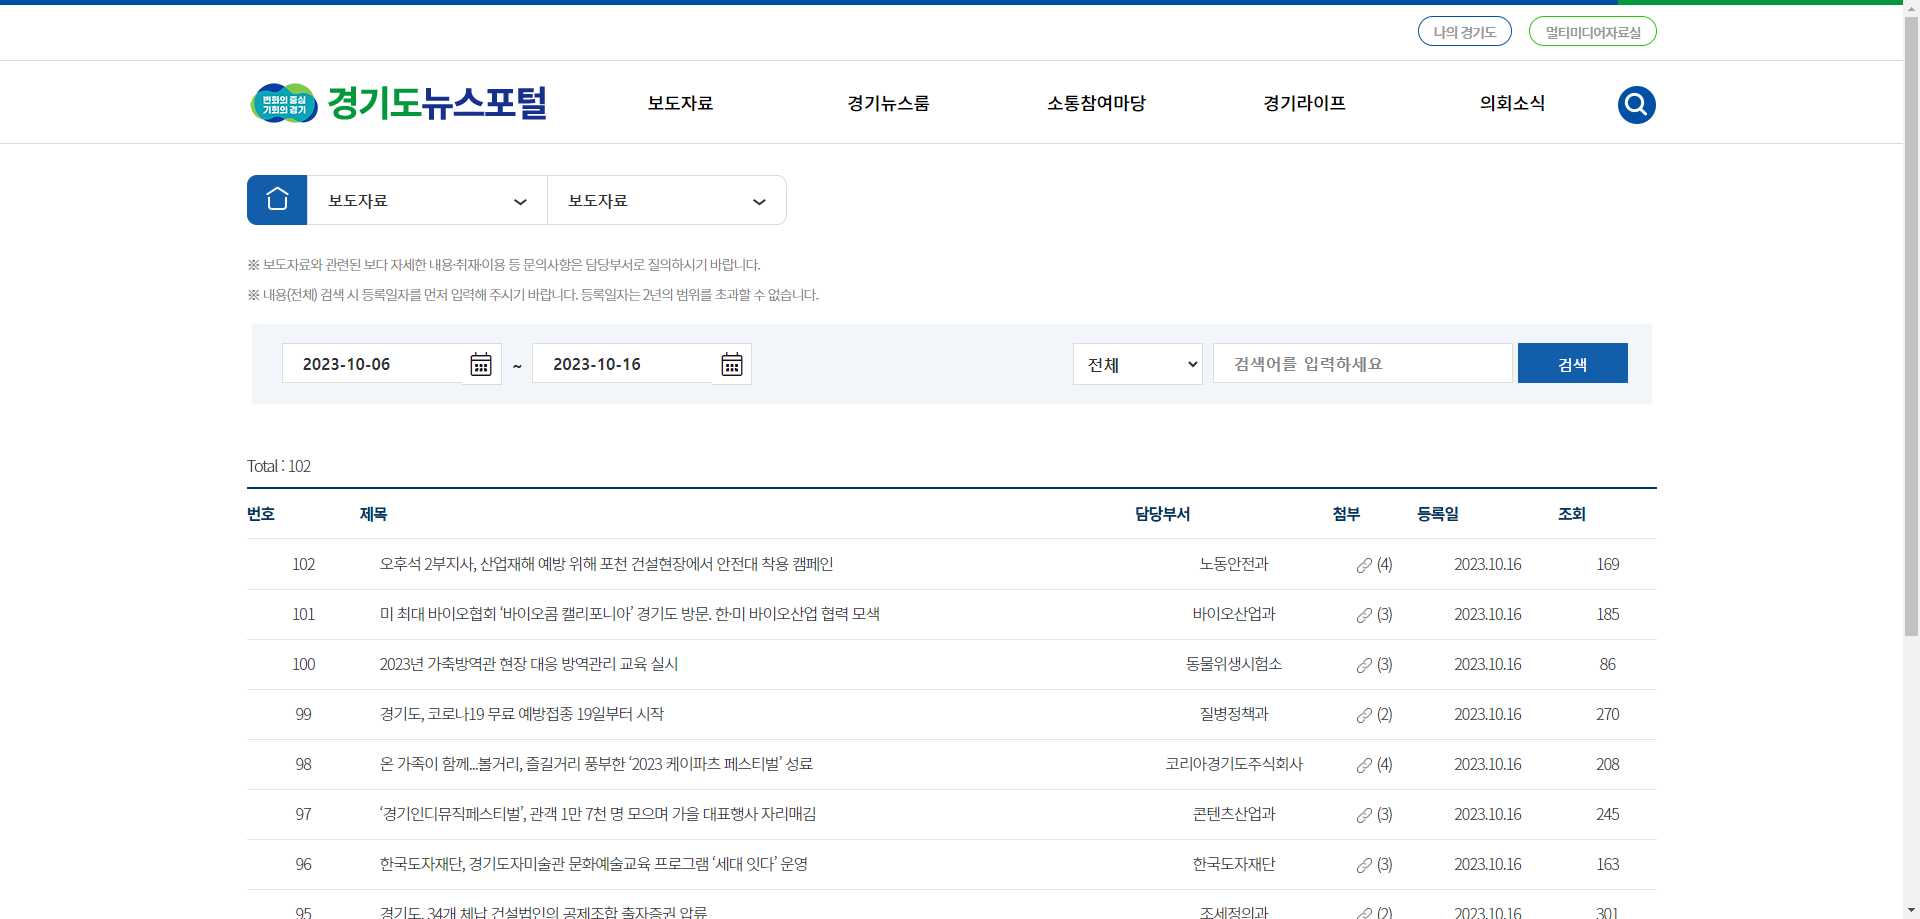 나의 경기도 멀티미디어자료실
변화의 중심
기회의 경기
경기도뉴스포털 보도자료 경기뉴스룸 소통참여마당 경기라이프 의회소식
보도자료 보도자료
※ 보도자료와 관련된 보다 자세한 내용·취재·이용 등 문의사항은 담당부서로 질의하시기 바랍니다.
※ 내용(전체) 검색 시 등록일자를 먼저 입력해 주시기 바랍니다. 등록일자는 2년의 범위를 초과할 수 없습니다.
2023-10-06 ~ 2023-10-16 전체 검색어를 입력하세요 검색
Total : 102
번호 제목 담당부서 첨부 등록일 조회
102 오후석 2부지사, 산업재해 예방 위해 포천 건설현장에서 안전대 착용 캠페인 노동안전과 (4) 2023.10.16 169
101 미 최대 바이오협회 ‘바이오콤 캘리포니아’ 경기도 방문. 한·미 바이오산업 협력 모색 바이오산업과 (3) 2023.10.16 185
100 2023년 가축방역관 현장 대응 방역관리 교육 실시 동물위생시험소 (3) 2023.10.16 86
99 경기도, 코로나19 무료 예방접종 19일부터 시작 질병정책과 (2) 2023.10.16 270
98 온 가족이 함께...볼거리, 즐길거리 풍부한 ‘2023 케이파츠 페스티벌’ 성료 코리아경기도주식회사 (4) 2023.10.16 208
97 ‘경기인디뮤직페스티벌’, 관객 1만 7천 명 모으며 가을 대표행사 자리매김 콘텐츠산업과 (3) 2023.10.16 245
96 한국도자재단, 경기도자미술관 문화예술교육 프로그램 ‘세대 잇다’ 운영 한국도자재단 (3) 2023.10.16 163
95 경기도, 34개 체납 건설법인의 공제조합 출자증권 압류 조세정의과 (2) 2023.10.16 301